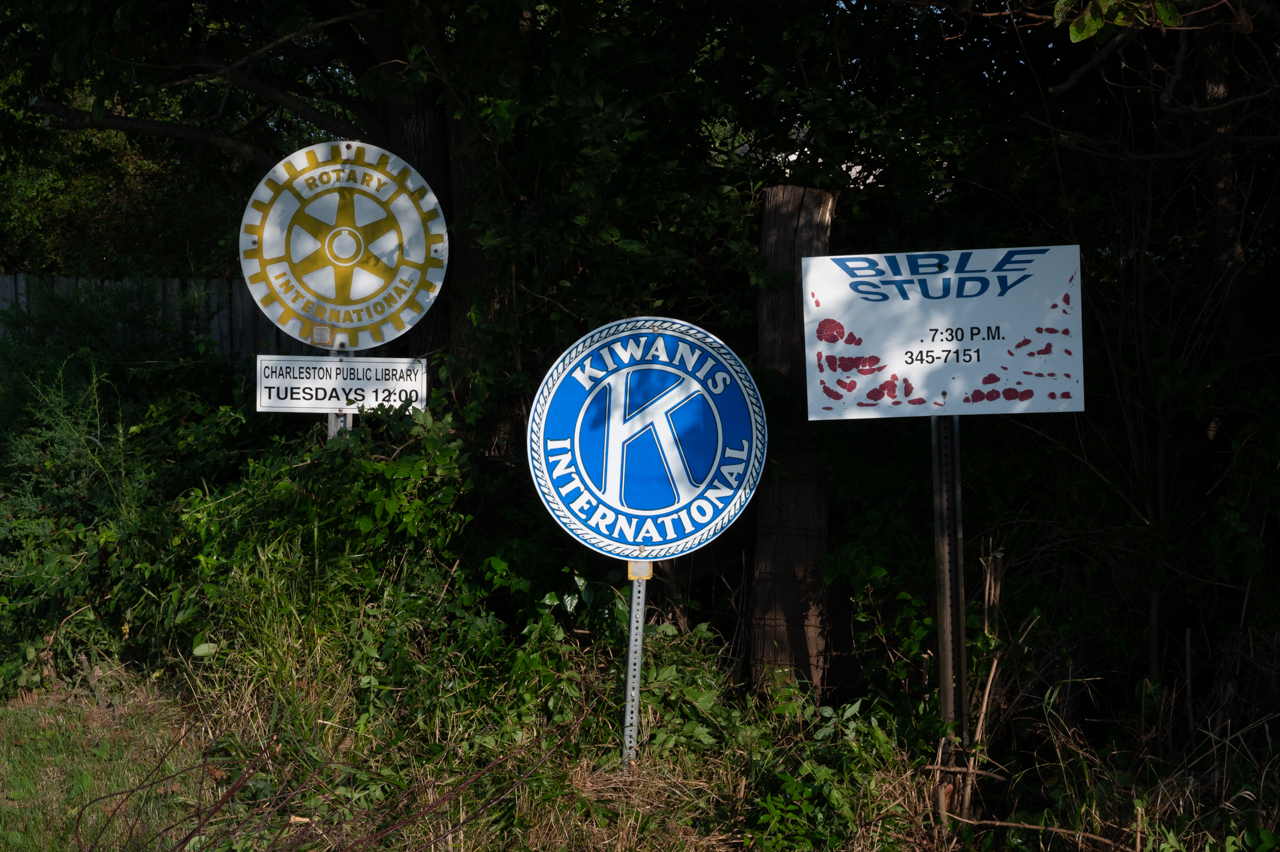 ROTARY
INTERNATIONAL
CHARLESTON PUBLIC LIBRARY
TUESDAYS 12:00
KIWANIS
K
INTERNATIONAL
BIBLE
STUDY
. 7:30 P.M.
345-7151